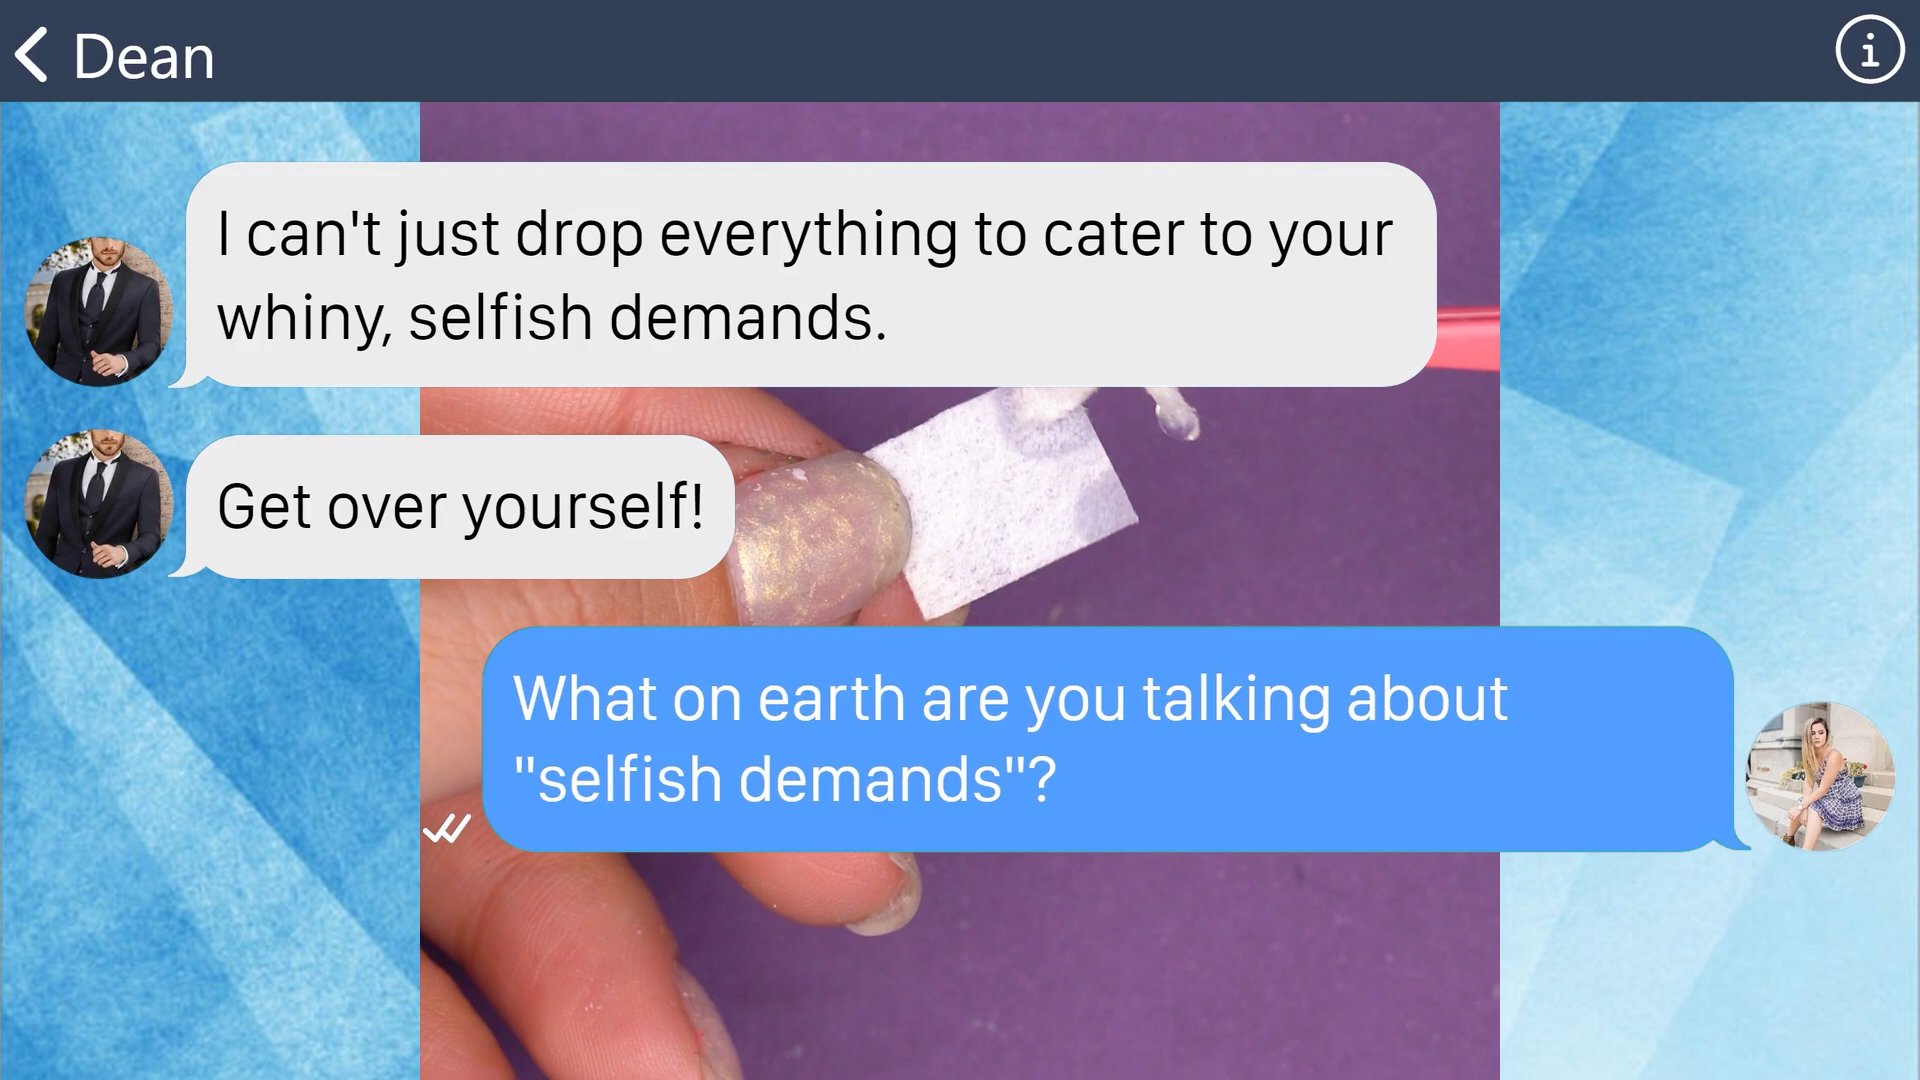 Dean
I can't just drop everything to cater to your
whiny, selfish demands.
Get over yourself!
What on earth are you talking about
"selfish demands"?